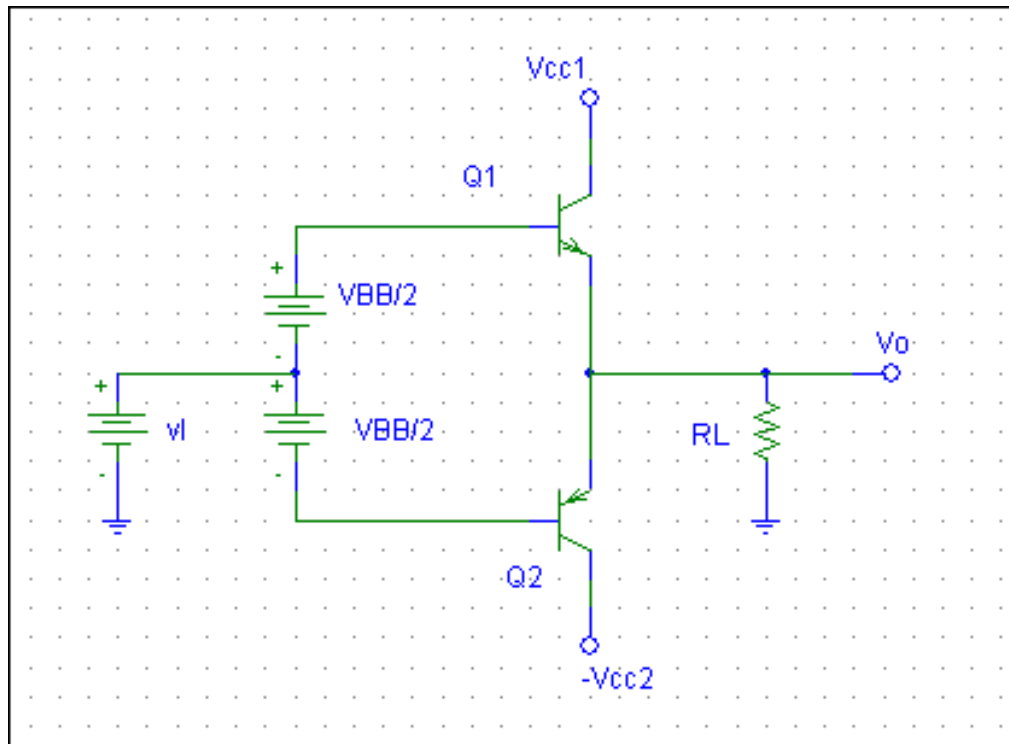 Vcc1
Q1
+
VBB/2
-
Vo
+
+
vI
VBB/2
RL
-
-
Q2
-Vcc2